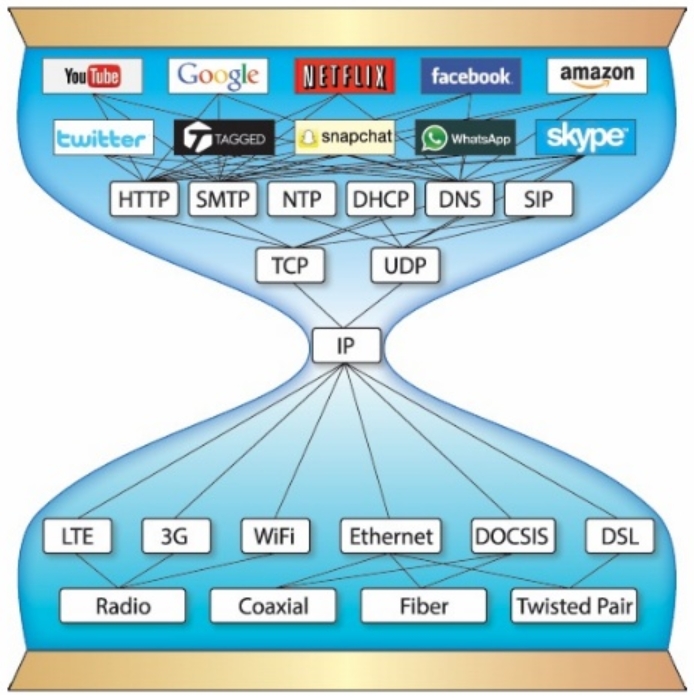 YouTube Google NETFLIX facebook amazon
twitter TAGGED snapchat WhatsApp skype
HTTP SMTP NTP DHCP DNS SIP
TCP UDP
IP
LTE 3G WiFi Ethernet DOCSIS DSL
Radio Coaxial Fiber Twisted Pair